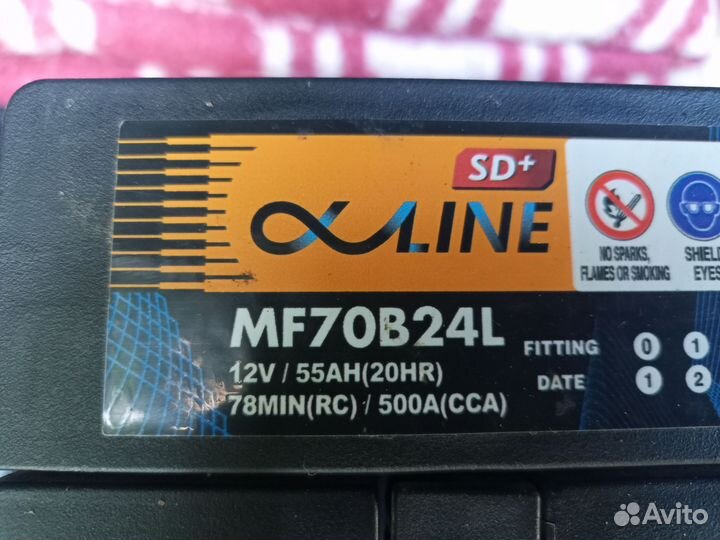 SD+
αLINE
NO SPARKS,
FLAMES OR SMOKING
SHIELD
EYES
MF70B24L
12V / 55AH(20HR)
78MIN(RC) / 500A(CCA)
FITTING 0 1
DATE 1 2
Avito